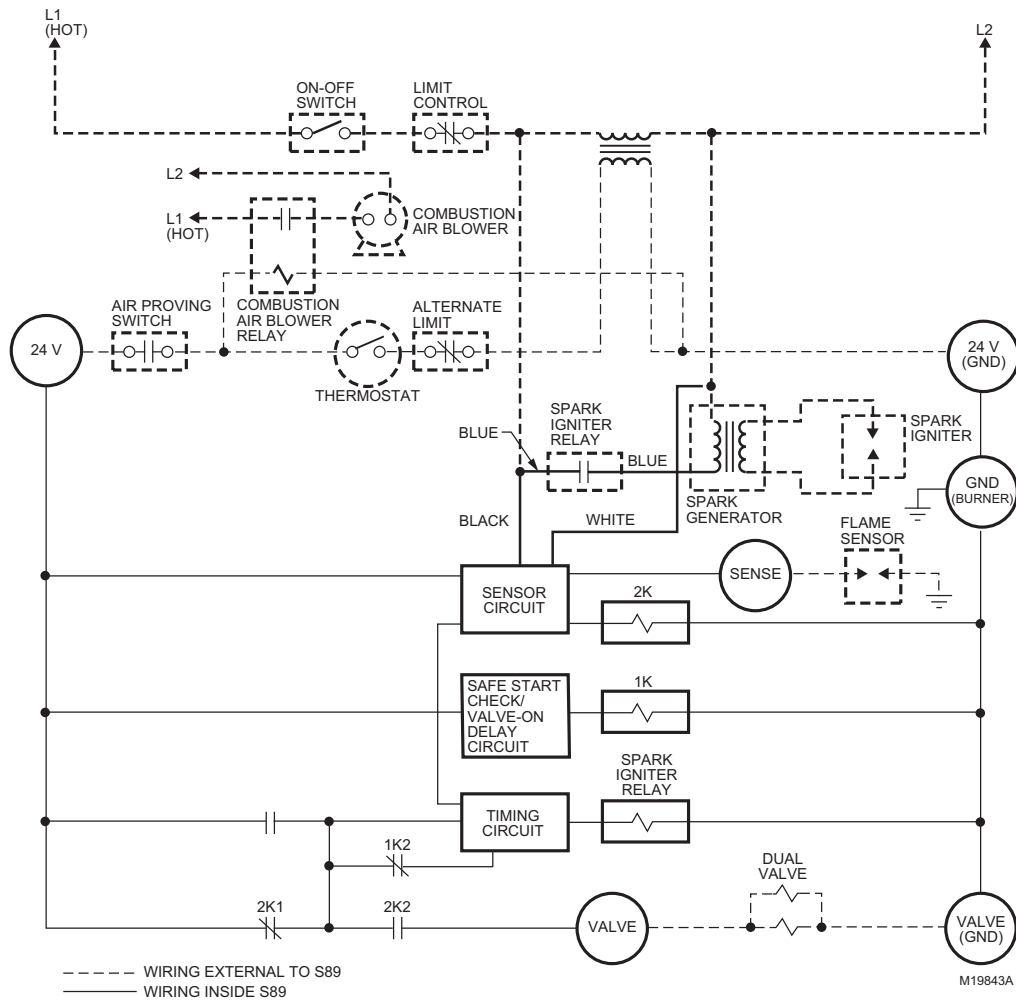 L1
(HOT)
L2
ON-OFF
SWITCH
LIMIT
CONTROL
L2
L1
(HOT)
COMBUSTION
AIR BLOWER
AIR PROVING
SWITCH
COMBUSTION
AIR BLOWER
RELAY
ALTERNATE
LIMIT
24 V
24 V
(GND)
THERMOSTAT
SPARK
IGNITER
RELAY
BLUE
BLUE
SPARK
IGNITER
SPARK
GENERATOR
GND
(BURNER)
BLACK
WHITE
FLAME
SENSOR
SENSOR
CIRCUIT
SENSE
2K
SAFE START
CHECK/
VALVE-ON
DELAY
CIRCUIT
1K
SPARK
IGNITER
RELAY
TIMING
CIRCUIT
1K2
DUAL
VALVE
2K1
2K2
VALVE
VALVE
(GND)
WIRING EXTERNAL TO S89
WIRING INSIDE S89
M19843A